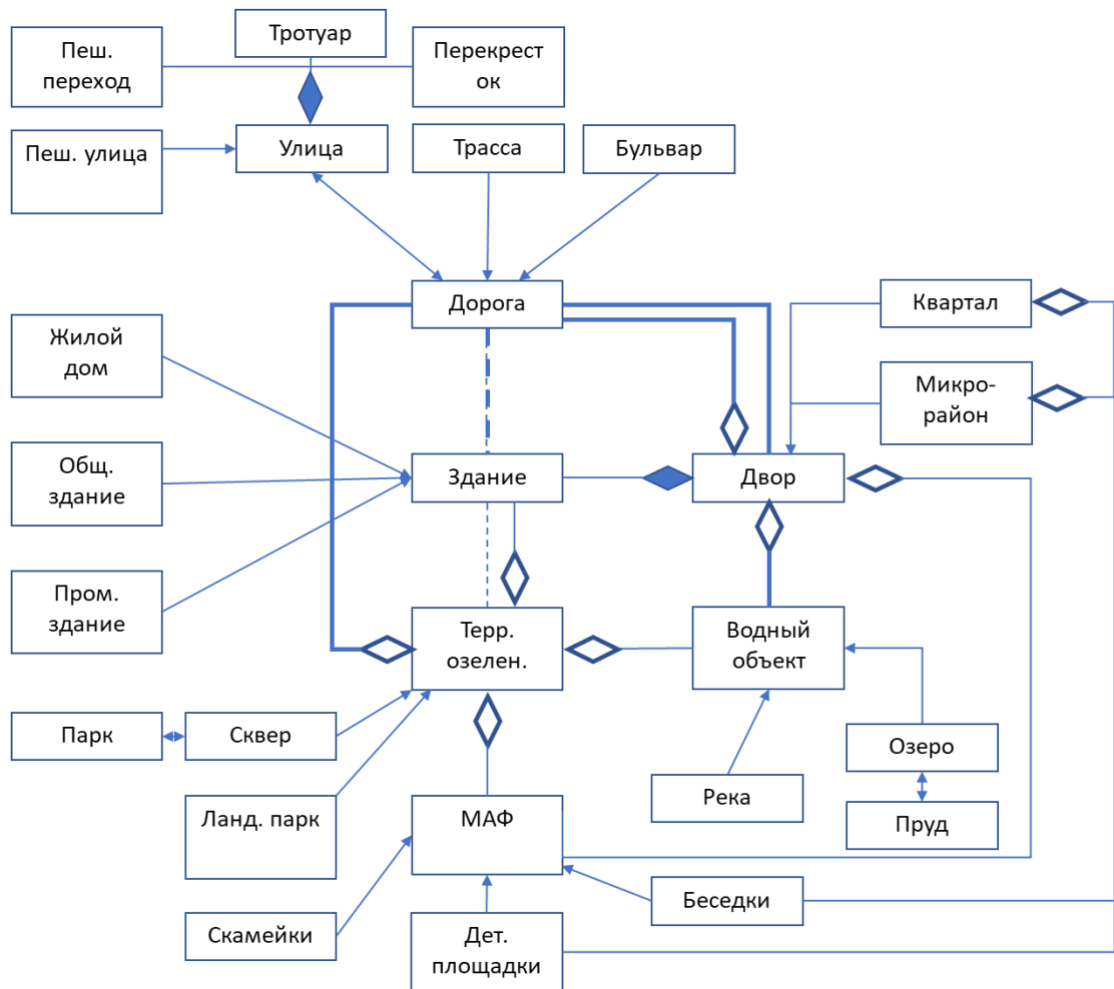 Тротуар
Пеш.
переход
Перекрест
ок
Пеш. улица
Улица
Трасса
Бульвар
Дорога
Квартал
Жилой
дом
Микро-
район
Общ.
здание
Здание
Двор
Пром.
здание
Терр.
озелен.
Водный
объект
Парк
Сквер
Озеро
Река
Ланд. парк
МАФ
Пруд
Беседки
Скамейки
Дет.
площадки